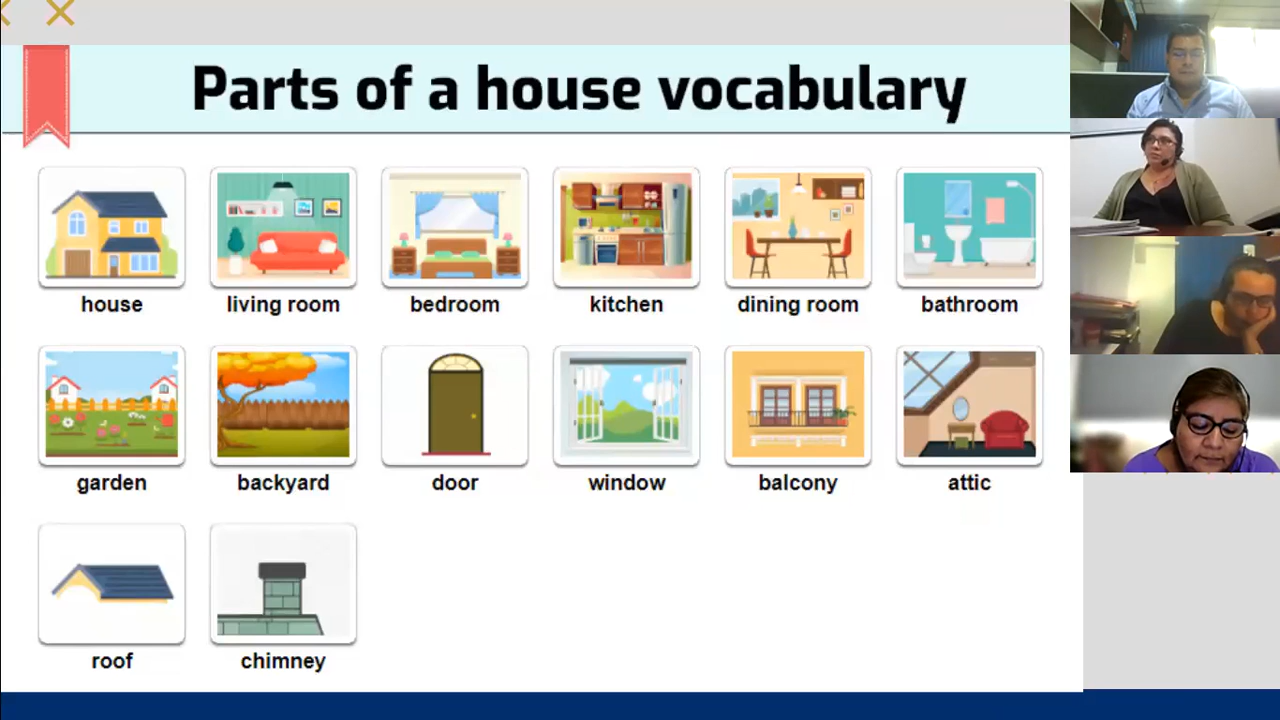 Parts of a house vocabulary
house living room bedroom kitchen dining room bathroom
garden backyard door window balcony attic
roof chimney